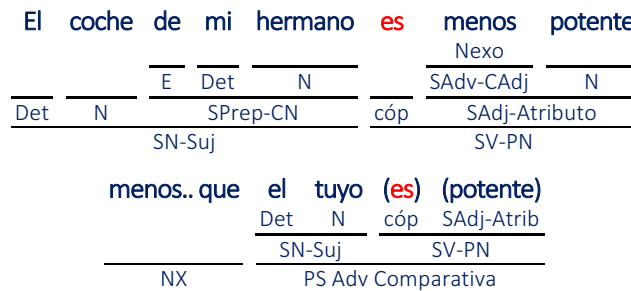 El coche de mi hermano es menos potente
Nexo
E Det N SAdv-CAdj N
Det N SPrep-CN cóp SAdj-Atributo
SN-Suj SV-PN
menos.. que el tuyo (es) (potente)
Det N cóp SAdj-Atrib
SN-Suj SV-PN
NX PS Adv Comparativa